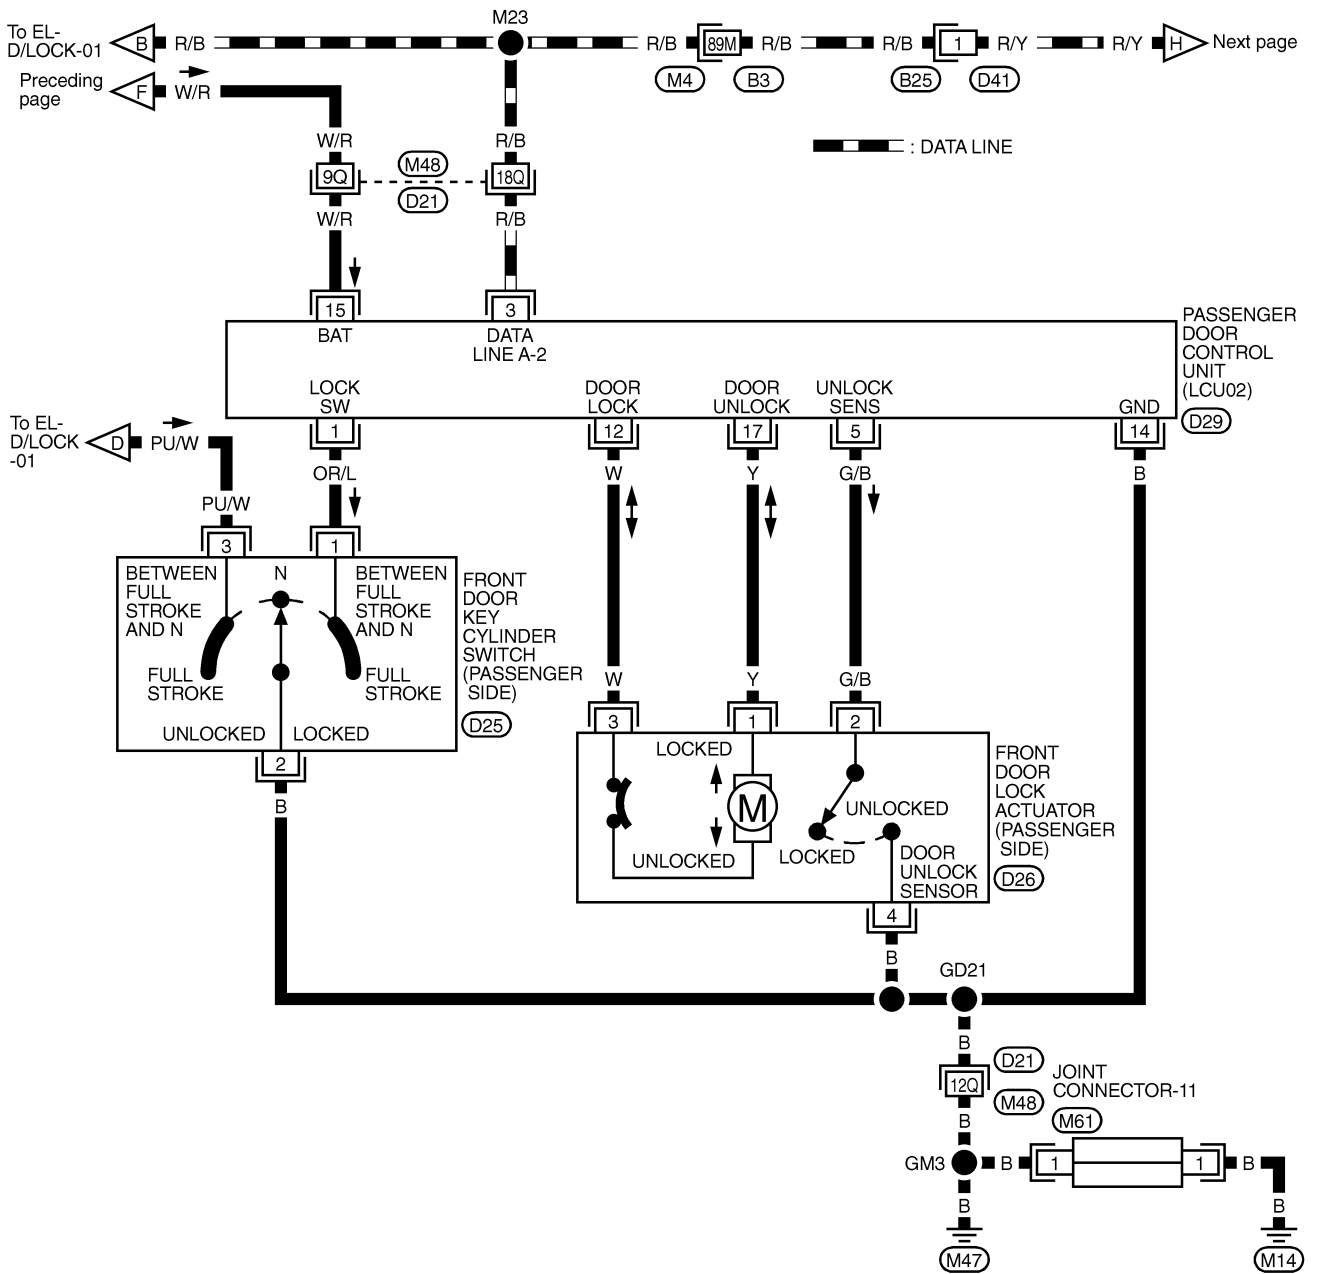 M23
To EL-
D/LOCK-01
B
R/B
R/B
89M
R/B
R/B
1
R/Y
R/Y
H
Next page
M4
B3
B25
D41
Preceding
page
F
W/R
W/R
R/B
: DATA LINE
9Q
M48
D21
18Q
W/R
R/B
15
3
BAT
DATA
LINE A-2
PASSENGER
DOOR
CONTROL
UNIT
(LCU02)
D29
LOCK
SW
DOOR
LOCK
DOOR
UNLOCK
UNLOCK
SENS
GND
1
12
17
5
14
To EL-
D/LOCK
-01
D
PU/W
OR/L
W
Y
G/B
B
PU/W
3
1
BETWEEN
FULL
STROKE
AND N
N
BETWEEN
FULL
STROKE
AND N
FULL
STROKE
FULL
STROKE
UNLOCKED
LOCKED
FRONT
DOOR
KEY
CYLINDER
SWITCH
(PASSENGER
SIDE)
D25
2
B
W
Y
G/B
3
1
2
LOCKED
M
UNLOCKED
UNLOCKED
LOCKED
DOOR
UNLOCK
SENSOR
FRONT
DOOR
LOCK
ACTUATOR
(PASSENGER
SIDE)
D26
4
B
GD21
B
12Q
D21
M48
JOINT
CONNECTOR-11
M61
B
GM3
B
1
1
B
B
B
M47
M14